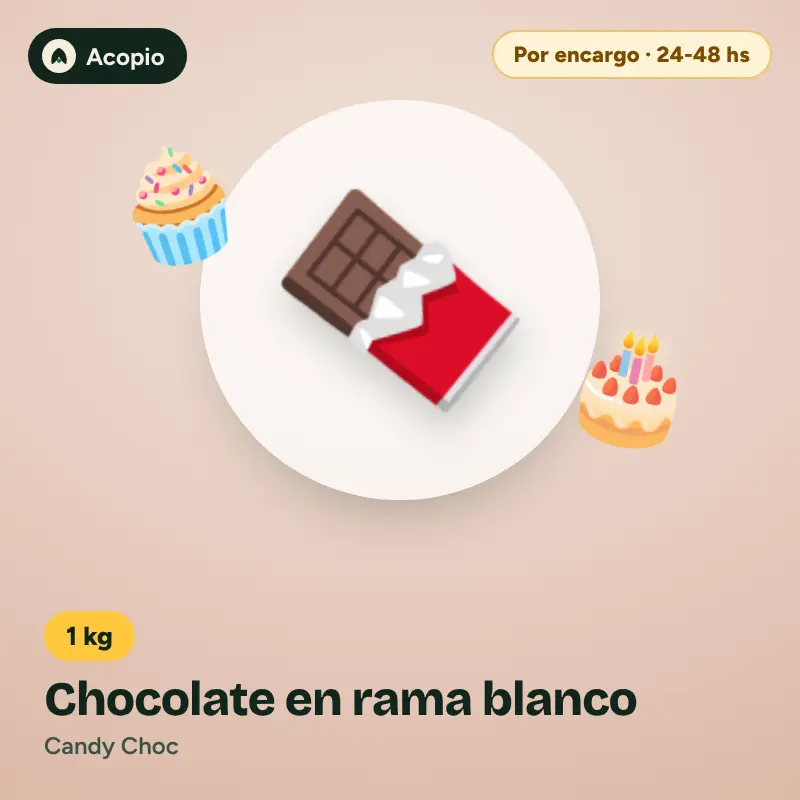 Acopio
Por encargo · 24-48 hs
1 kg
Chocolate en rama blanco
Candy Choc